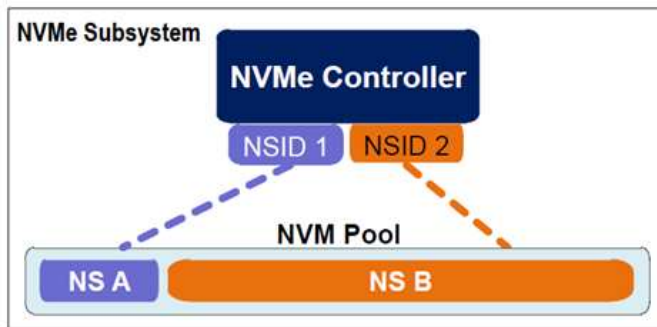 NVMe Subsystem
NVMe Controller
NSID 1
NSID 2
NVM Pool
NS A
NS B